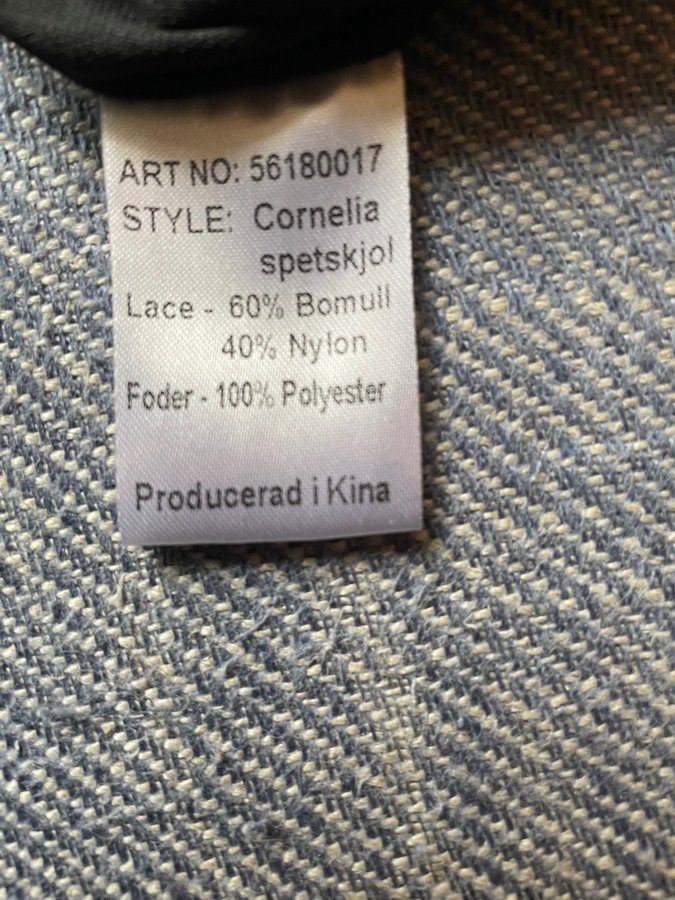 ART NO: 56180017
STYLE: Cornelia
spetskjol
Lace - 60% Bomull
40% Nylon
Foder - 100% Polyester
Producerad i Kina